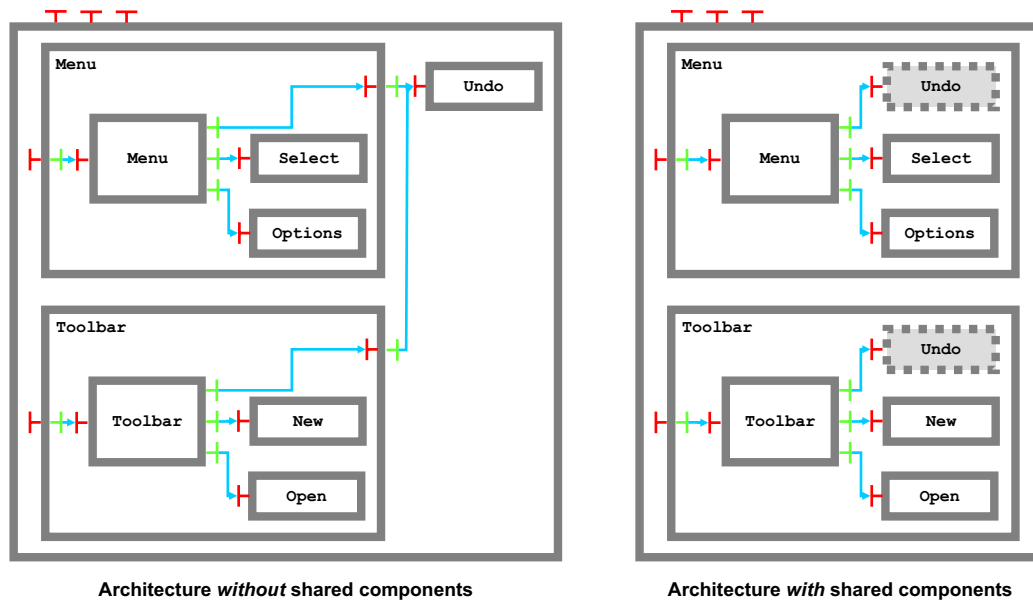 Menu
Undo
Menu
Select
Options
Toolbar
Toolbar
New
Open
Architecture without shared components
Menu
Undo
Menu
Select
Options
Toolbar
Undo
Toolbar
New
Open
Architecture with shared components